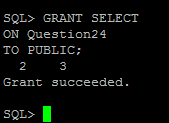 SQL> GRANT SELECT
ON Question24
TO PUBLIC;
  2    3
Grant succeeded.
SQL>